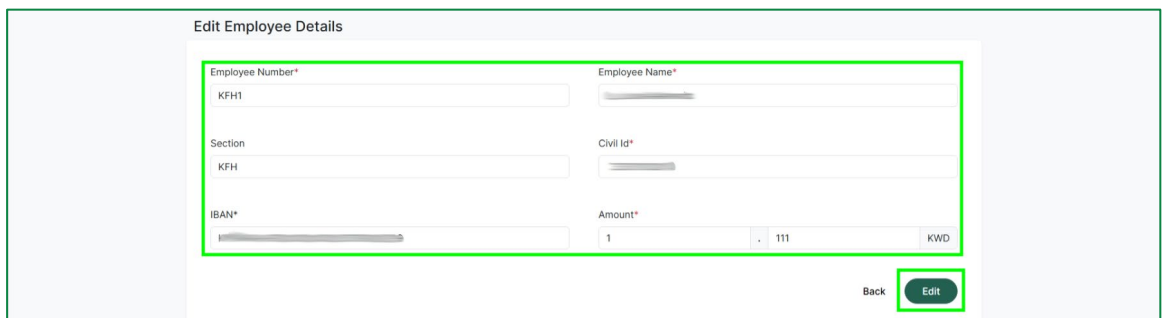 Edit Employee Details
Employee Number* Employee Name*
KFH1
Section Civil Id*
KFH
IBAN* Amount*
1 . 111 KWD
Back Edit